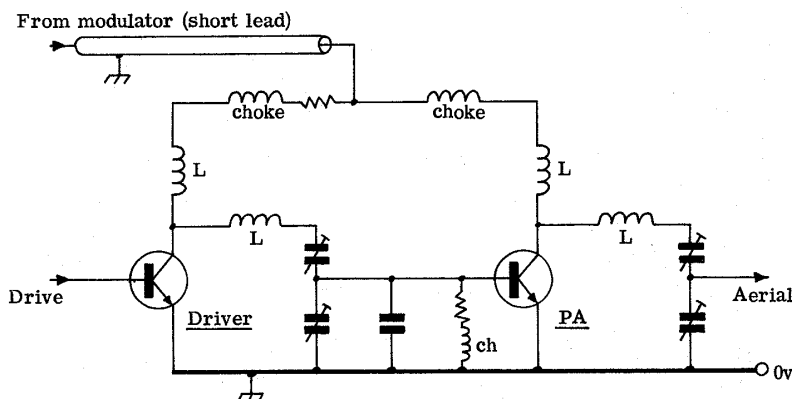 From modulator (short lead)
choke
choke
L
L
L
L
Drive
Driver
ch
PA
Aerial
0v